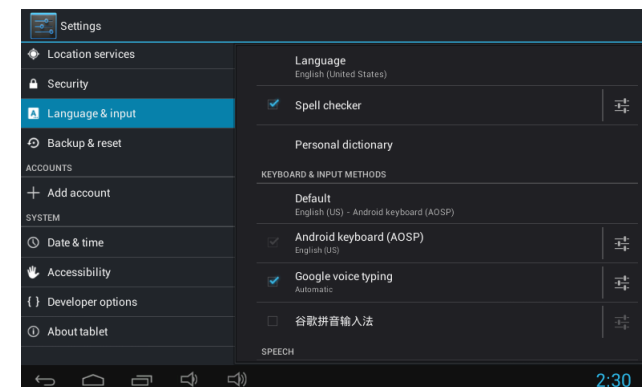 Settings
Location services
Security
Language & input
Backup & reset
ACCOUNTS
Add account
SYSTEM
Date & time
Accessibility
{ } Developer options
About tablet
Language
English (United States)
Spell checker
Personal dictionary
KEYBOARD & INPUT METHODS
Default
English (US) - Android keyboard (AOSP)
Android keyboard (AOSP)
English (US)
Google voice typing
Automatic
谷歌拼音输入法
SPEECH
2:30